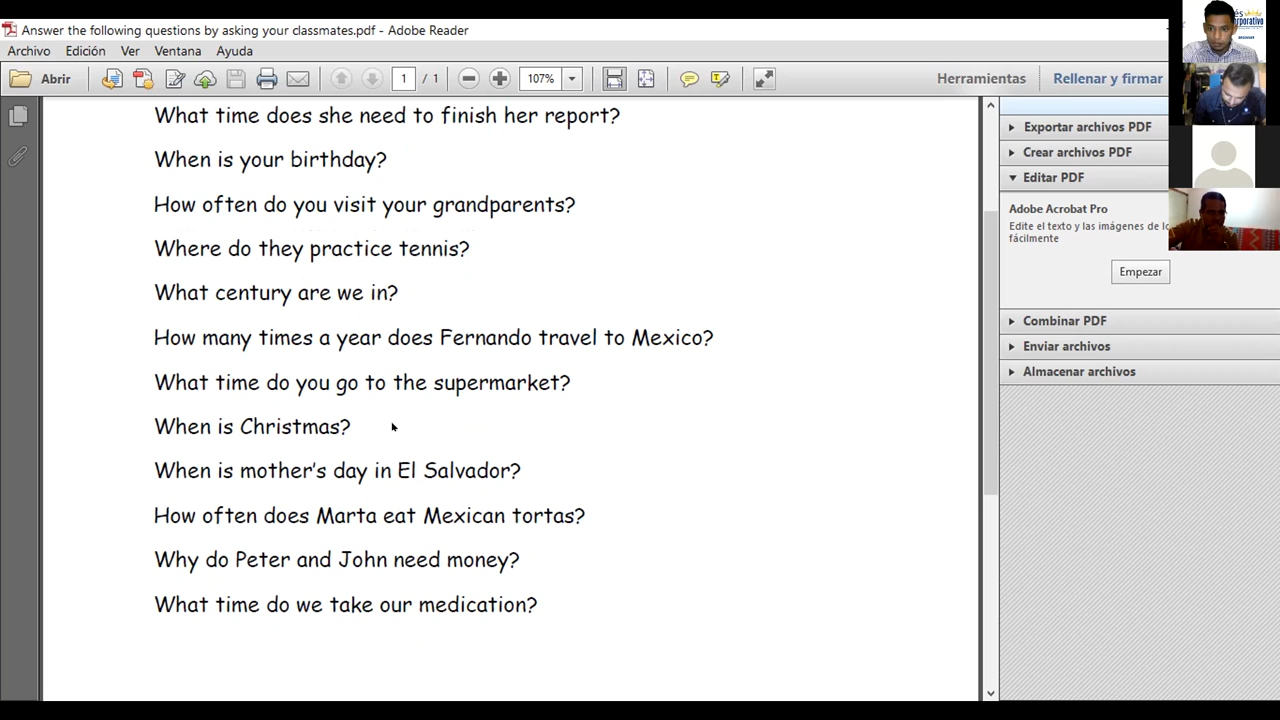 Answer the following questions by asking your classmates.pdf - Adobe Reader
Archivo Edición Ver Ventana Ayuda
Abrir 1 / 1 107% Herramientas Rellenar y firmar
What time does she need to finish her report?
When is your birthday?
How often do you visit your grandparents?
Where do they practice tennis?
What century are we in?
How many times a year does Fernando travel to Mexico?
What time do you go to the supermarket?
When is Christmas?
When is mother's day in El Salvador?
How often does Marta eat Mexican tortas?
Why do Peter and John need money?
What time do we take our medication?
Exportar archivos PDF
Crear archivos PDF
Editar PDF
Adobe Acrobat Pro
Edite el texto y las imágenes de
fácilmente
Empezar
Combinar PDF
Enviar archivos
Almacenar archivos